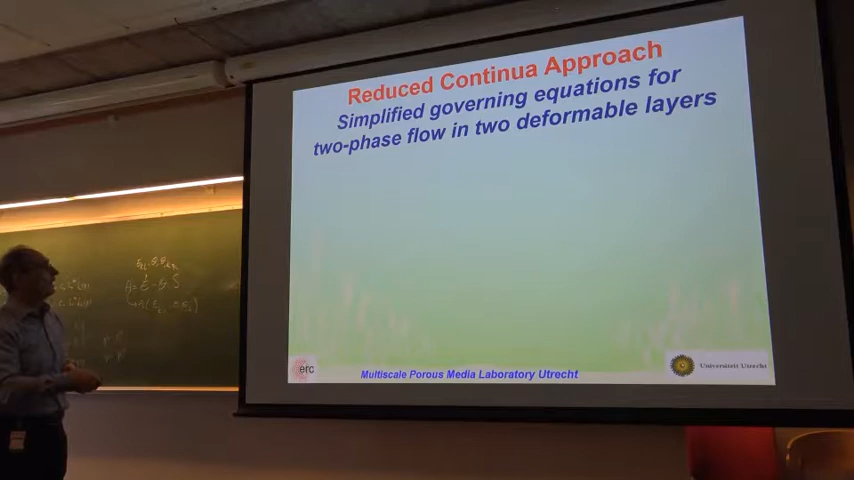 Reduced Continua Approach
Simplified governing equations for
two-phase flow in two deformable layers
erc
Multiscale Porous Media Laboratory Utrecht
Universiteit Utrecht